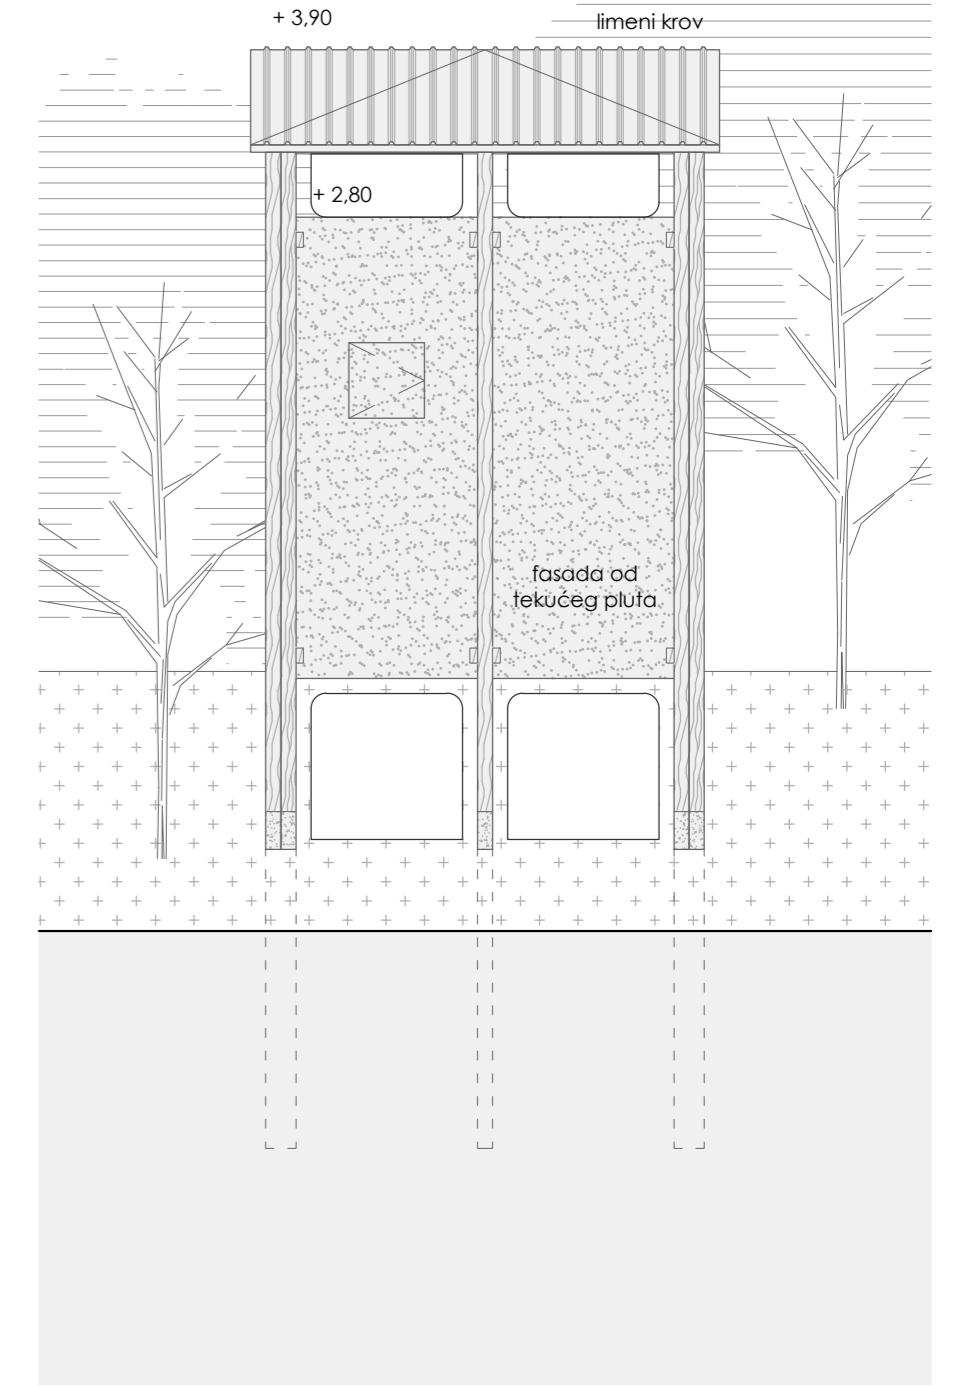 + 3,90
limeni krov
+ 2,80
fasada od
tekućeg pluta